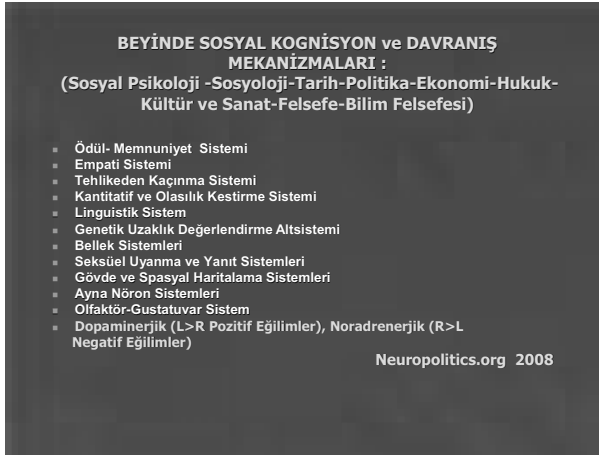 BEYİNDE SOSYAL KOGNİSYON ve DAVRANIŞ
MEKANİZMALARI :
(Sosyal Psikoloji -Sosyoloji-Tarih-Politika-Ekonomi-Hukuk-
Kültür ve Sanat-Felsefe-Bilim Felsefesi)
Ödül- Memnuniyet Sistemi
Empati Sistemi
Tehlikeden Kaçınma Sistemi
Kantitatif ve Olasılık Kestirme Sistemi
Linguistik Sistem
Genetik Uzaklık Değerlendirme Altsistemi
Bellek Sistemleri
Seksüel Uyanma ve Yanıt Sistemleri
Gövde ve Spasyal Haritalama Sistemleri
Ayna Nöron Sistemleri
Olfaktör-Gustatuvar Sistem
Dopaminerjik (L>R Pozitif Eğilimler), Noradrenerjik (R>L
Negatif Eğilimler)
Neuropolitics.org 2008